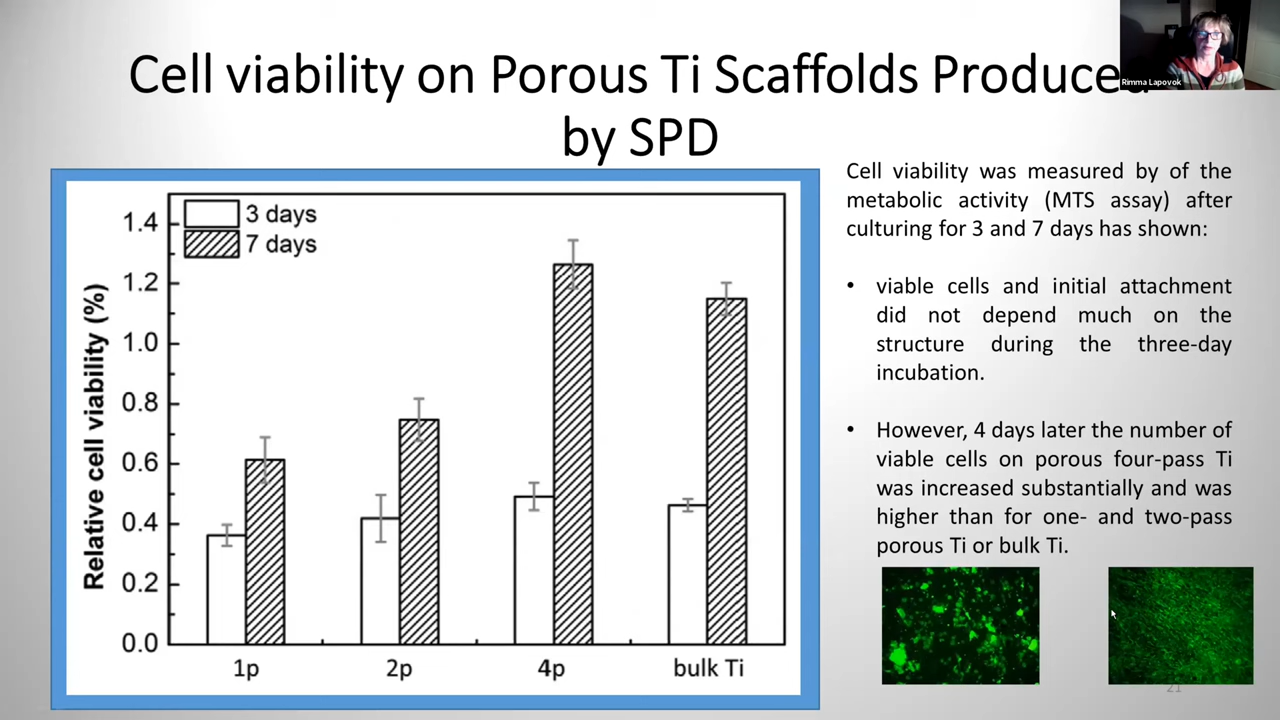 Cell viability on Porous Ti Scaffolds Produced
by SPD
Rimma Lapovok
3 days
7 days
Relative cell viability (%)
1.4
1.2
1.0
0.8
0.6
0.4
0.2
0.0
1p 2p 4p bulk Ti
Cell viability was measured by of the
metabolic activity (MTS assay) after
culturing for 3 and 7 days has shown:
• viable cells and initial attachment
did not depend much on the
structure during the three-day
incubation.
• However, 4 days later the number of
viable cells on porous four-pass Ti
was increased substantially and was
higher than for one- and two-pass
porous Ti or bulk Ti.
21